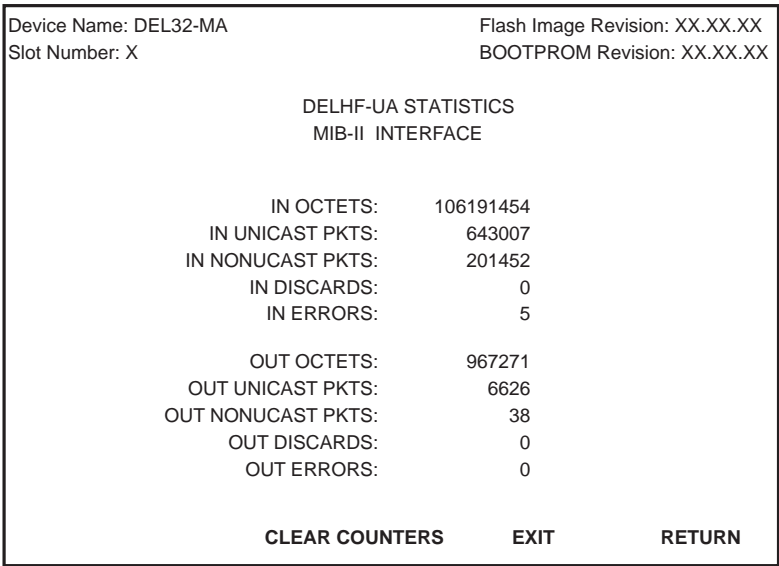 Device Name: DEL32-MA Flash Image Revision: XX.XX.XX
Slot Number: X BOOTPROM Revision: XX.XX.XX
DELHF-UA STATISTICS
MIB-II INTERFACE
IN OCTETS: 106191454
IN UNICAST PKTS: 643007
IN NONUCAST PKTS: 201452
IN DISCARDS: 0
IN ERRORS: 5
OUT OCTETS: 967271
OUT UNICAST PKTS: 6626
OUT NONUCAST PKTS: 38
OUT DISCARDS: 0
OUT ERRORS: 0
CLEAR COUNTERS EXIT RETURN